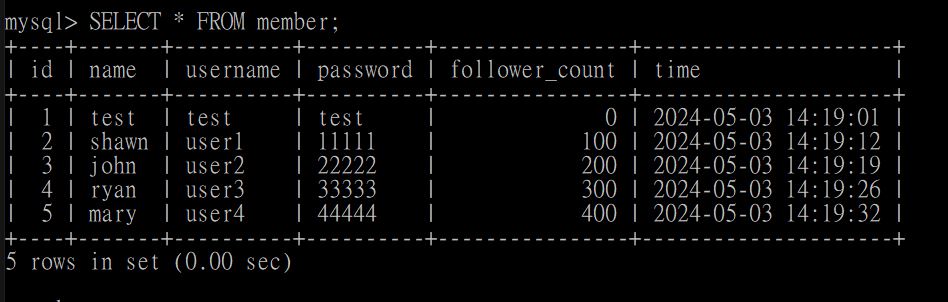 mysql> SELECT * FROM member;
+----+-------+----------+----------+----------------+---------------------+
| id | name  | username | password | follower_count | time                |
+----+-------+----------+----------+----------------+---------------------+
|  1 | test  | test     | test     |              0 | 2024-05-03 14:19:01 |
|  2 | shawn | user1    | 11111    |            100 | 2024-05-03 14:19:12 |
|  3 | john  | user2    | 22222    |            200 | 2024-05-03 14:19:19 |
|  4 | ryan  | user3    | 33333    |            300 | 2024-05-03 14:19:26 |
|  5 | mary  | user4    | 44444    |            400 | 2024-05-03 14:19:32 |
+----+-------+----------+----------+----------------+---------------------+
5 rows in set (0.00 sec)